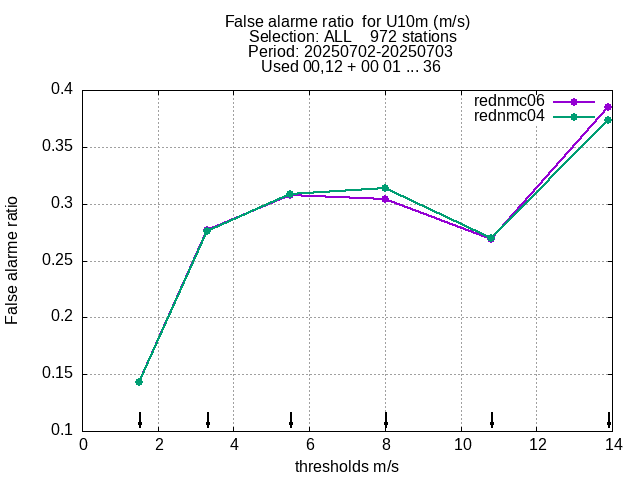 False alarme ratio  for U10m (m/s)
Selection: ALL    972 stations
Period: 20250702-20250703
Used 00,12 + 00 01 ... 36
rednmc06
rednmc04
0.4
0.35
0.3
0.25
0.2
0.15
0.1
False alarme ratio
0 2 4 6 8 10 12 14
thresholds m/s